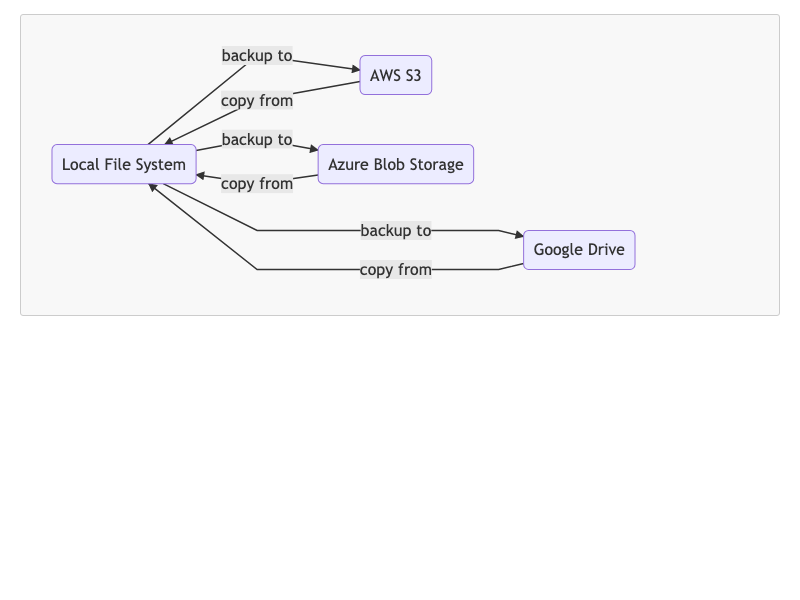 backup to
AWS S3
copy from
backup to
Local File System
Azure Blob Storage
copy from
backup to
Google Drive
copy from